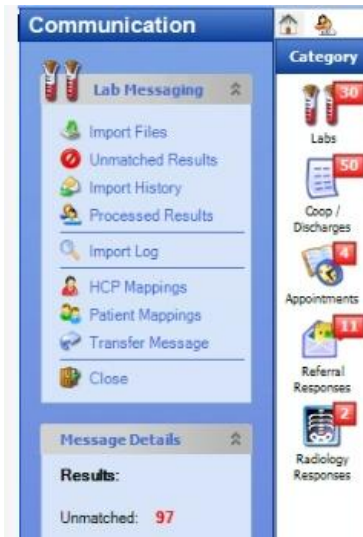 Communication
Lab Messaging
Import Files
Unmatched Results
Import History
Processed Results
Import Log
HCP Mappings
Patient Mappings
Transfer Message
Close
Message Details
Results:
Unmatched: 97
Category
30
Labs
50
Coop /
Discharges
4
Appointments
11
Referral
Responses
2
Radiology
Responses